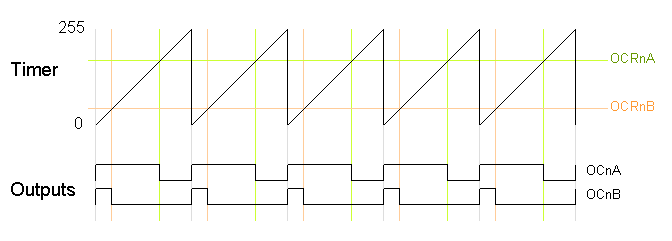 255
OCRnA
Timer
OCRnB
0
OCnA
Outputs
OCnB